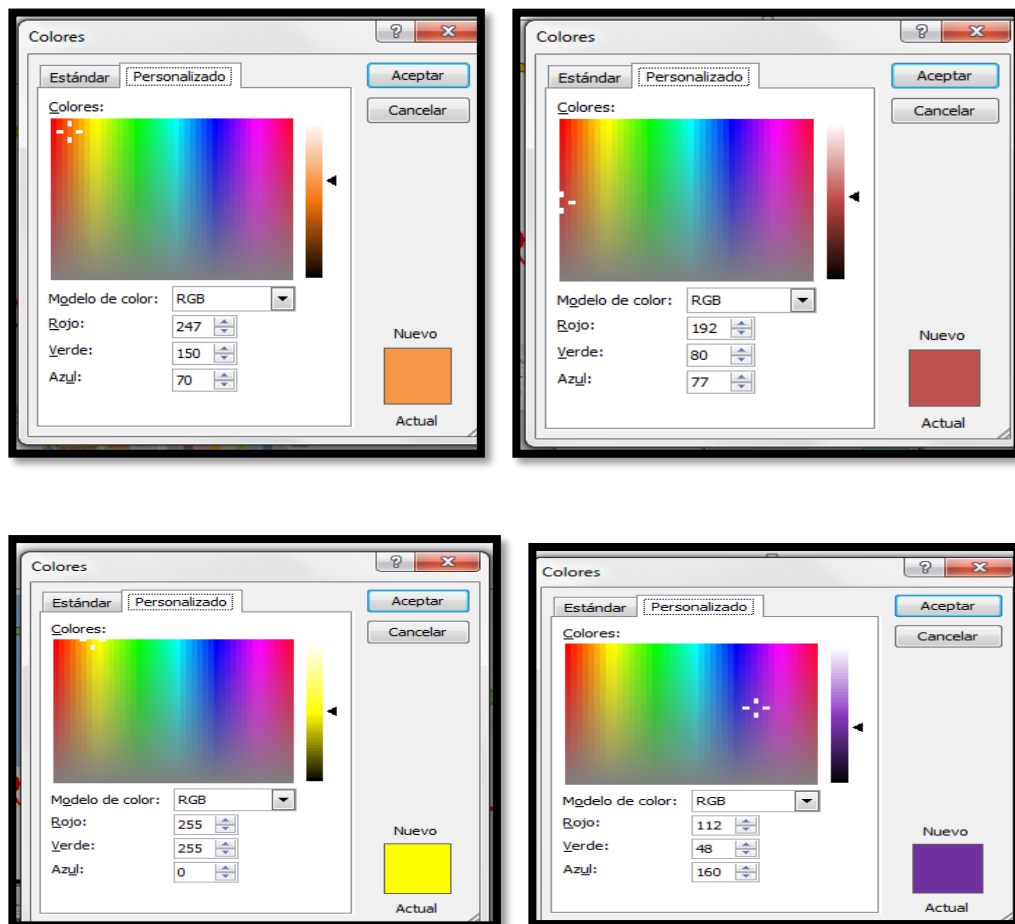 Colores
Estándar Personalizado Aceptar
Colores: Cancelar
Modelo de color: RGB
Rojo: 247
Verde: 150
Azul: 70
Nuevo
Actual
Colores
Estándar Personalizado Aceptar
Colores: Cancelar
Modelo de color: RGB
Rojo: 192
Verde: 80
Azul: 77
Nuevo
Actual
Colores
Estándar Personalizado Aceptar
Colores: Cancelar
Modelo de color: RGB
Rojo: 255
Verde: 255
Azul: 0
Nuevo
Actual
Colores
Estándar Personalizado Aceptar
Colores: Cancelar
Modelo de color: RGB
Rojo: 112
Verde: 48
Azul: 160
Nuevo
Actual